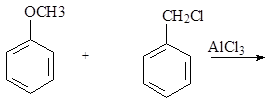 OCH3
CH₂Cl
+
AlCl₃